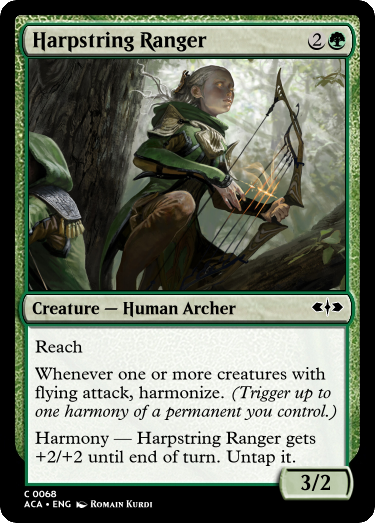 Harpstring Ranger 2
Creature — Human Archer
Reach
Whenever one or more creatures with
flying attack, harmonize. (Trigger up to
one harmony of a permanent you control.)
Harmony — Harpstring Ranger gets
+2/+2 until end of turn. Untap it.
3/2
C 0068
ACA • ENG Romain Kurdi